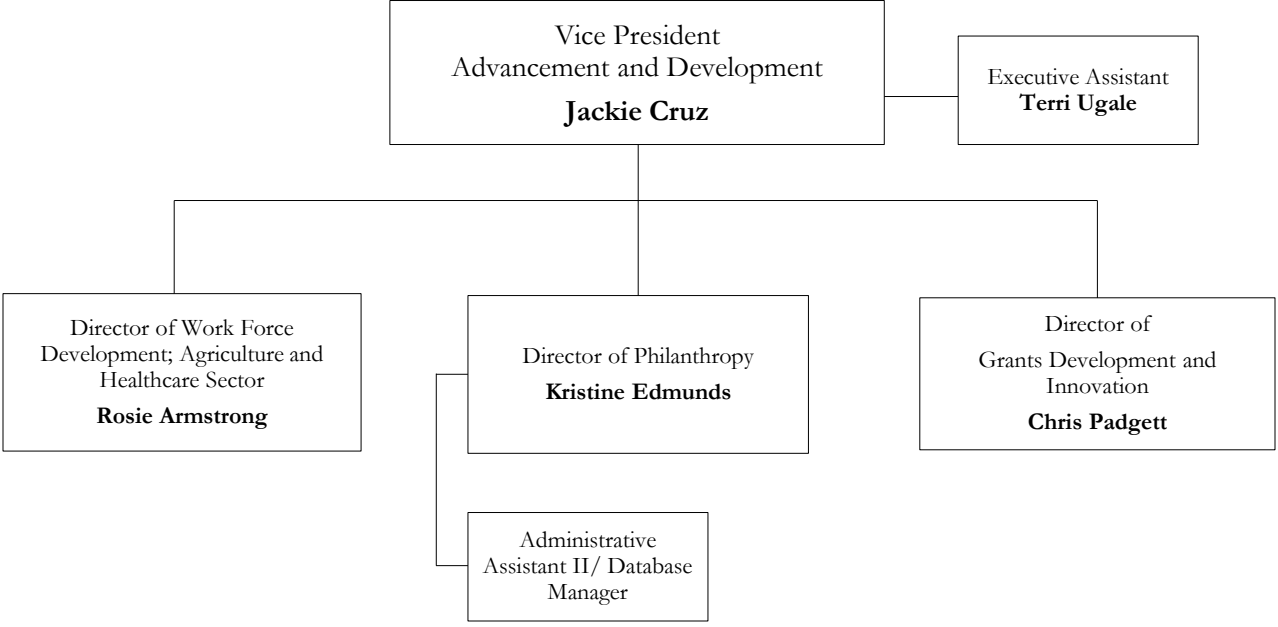 Vice President
Advancement and Development
Jackie Cruz
Executive Assistant
Terri Ugale
Director of Work Force
Development; Agriculture and
Healthcare Sector
Rosie Armstrong
Director of Philanthropy
Kristine Edmunds
Director of
Grants Development and
Innovation
Chris Padgett
Administrative
Assistant II/ Database
Manager